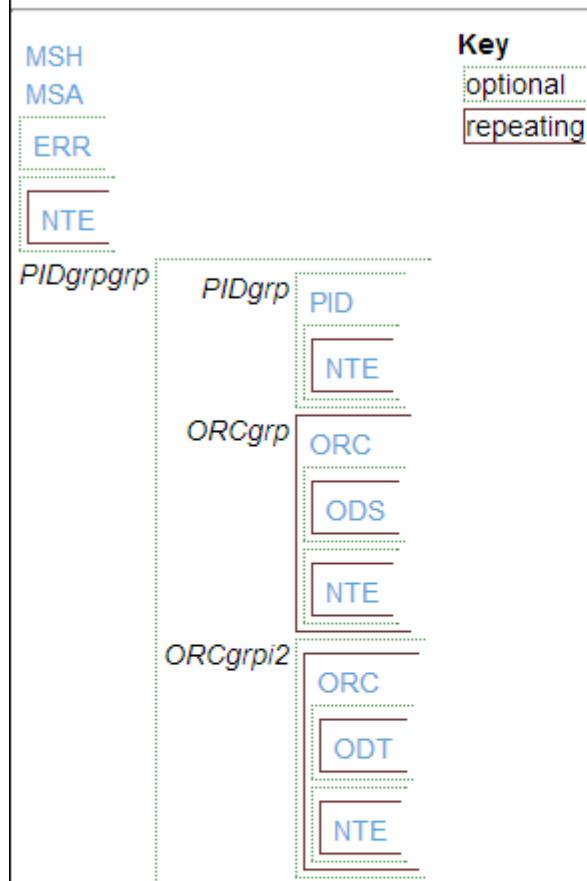 MSH
Key
MSA
optional
ERR
repeating
NTE
PIDgrpgrp
PIDgrp
PID
NTE
ORCgrp
ORC
ODS
NTE
ORCgrpi2
ORC
ODT
NTE